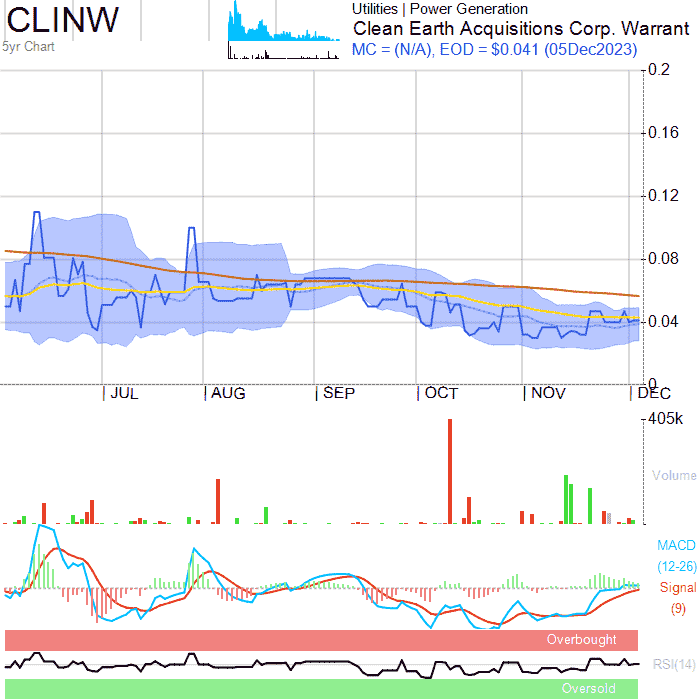 CLINW
5yr Chart
Utilities | Power Generation
Clean Earth Acquisitions Corp. Warrant
MC = (N/A), EOD = $0.041 (05Dec2023)
0.2
0.16
0.12
0.08
0.04
0
JUL
AUG
SEP
OCT
NOV
DEC
405k
Volume
MACD
(12-26)
Signal
(9)
Overbought
RSI(14)
Oversold